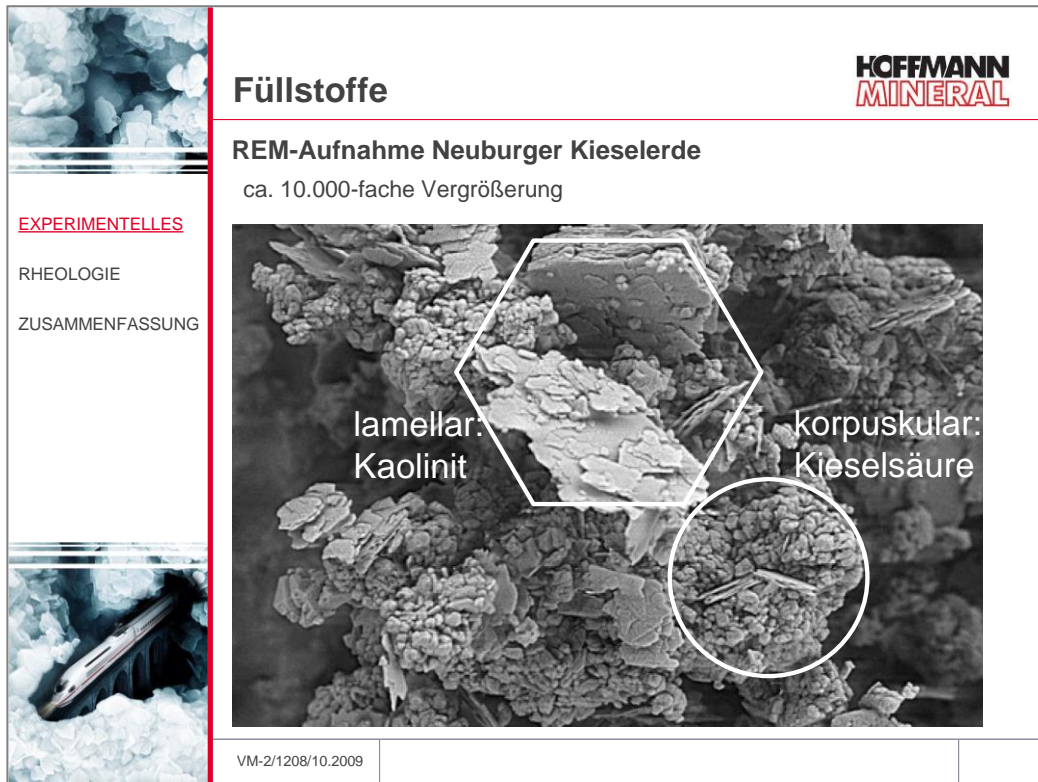 Füllstoffe
HOFFMANN
MINERAL
REM-Aufnahme Neuburger Kieselerde
ca. 10.000-fache Vergrößerung
EXPERIMENTELLES
RHEOLOGIE
ZUSAMMENFASSUNG
lamellar:
Kaolinit
korpuskular:
Kieselsäure
VM-2/1208/10.2009